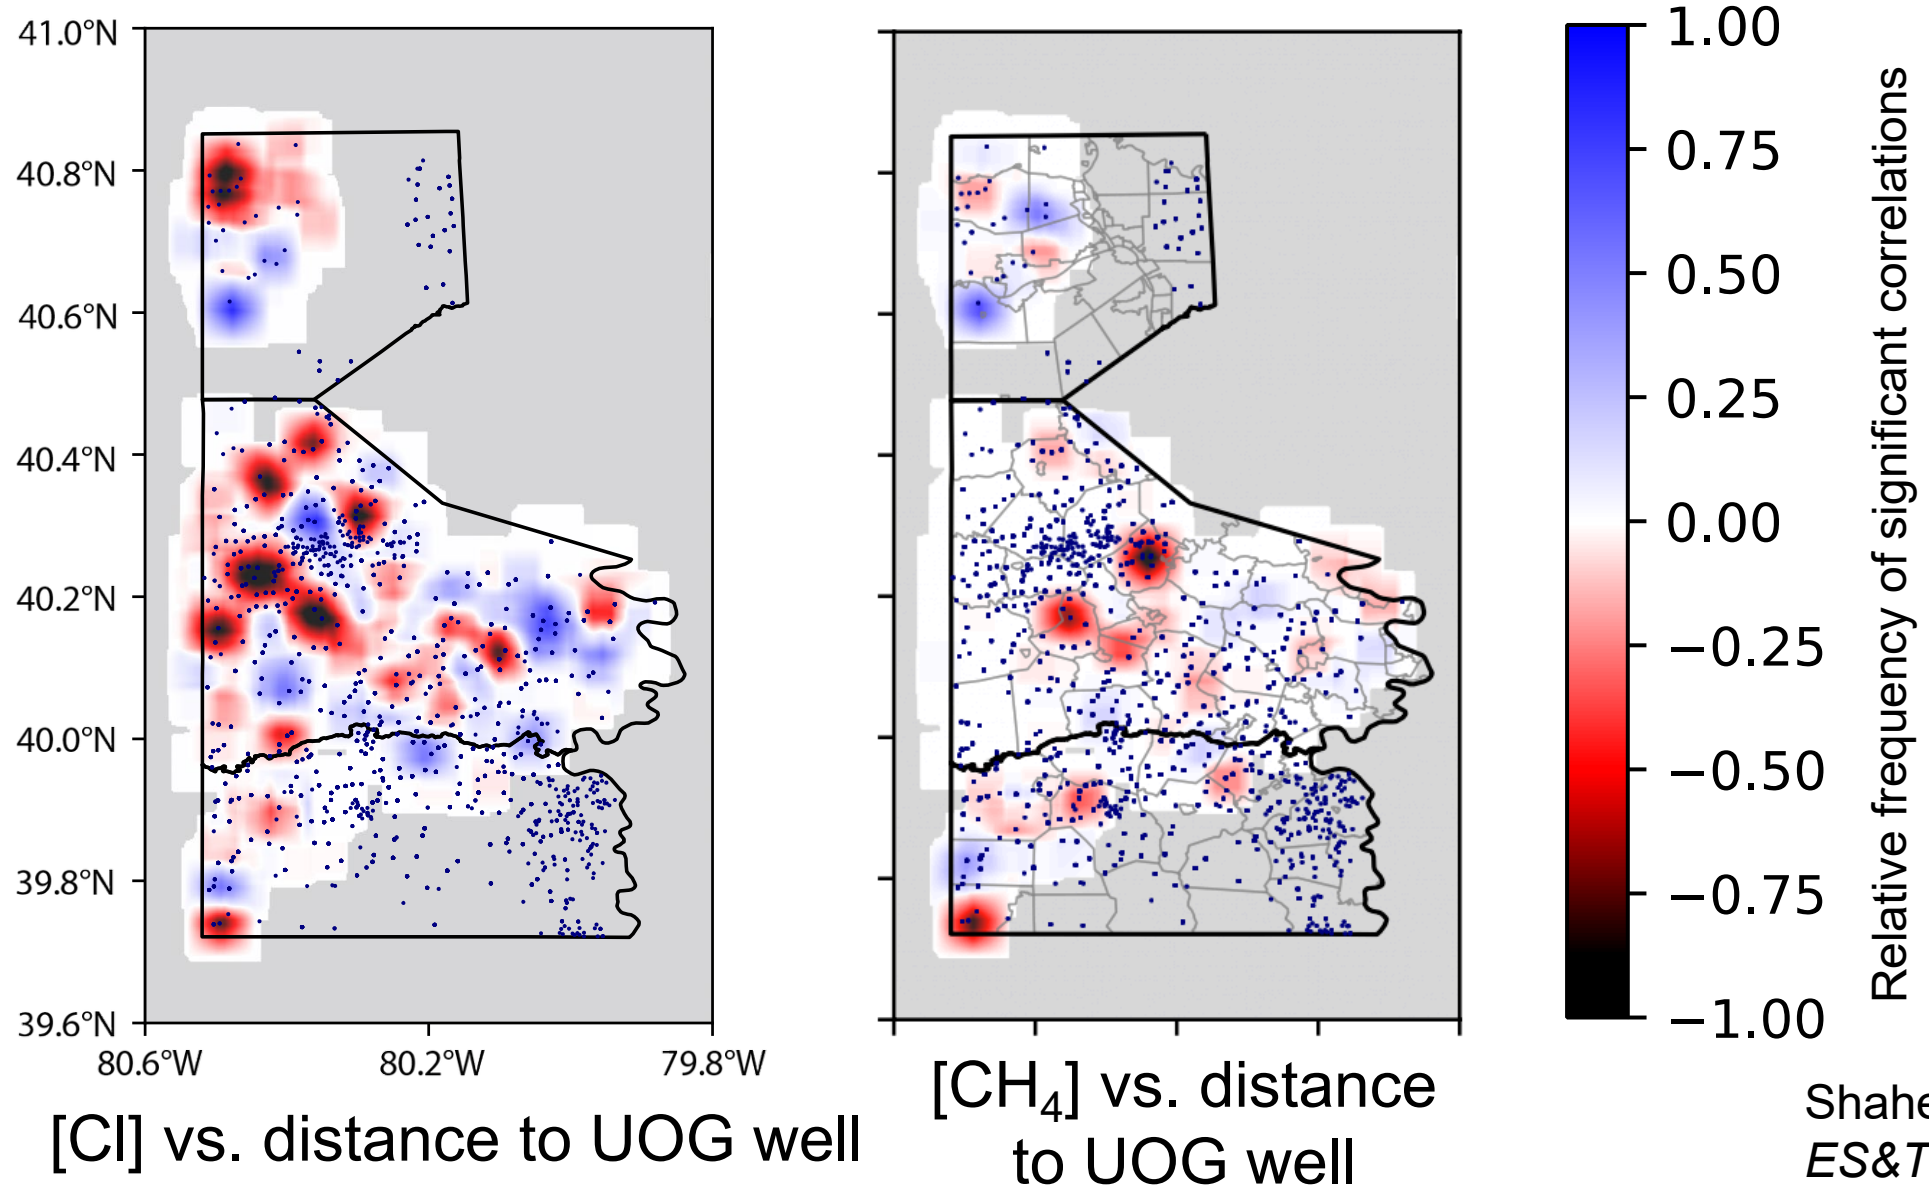 41.0°N
40.8°N
40.6°N
40.4°N
40.2°N
40.0°N
39.8°N
39.6°N
80.6°W 80.2°W 79.8°W
[Cl] vs. distance to UOG well
[CH₄] vs. distance
to UOG well
1.00
0.75
0.50
0.25
0.00
−0.25
−0.50
−0.75
−1.00
Relative frequency of significant correlations
Shahe
ES&T